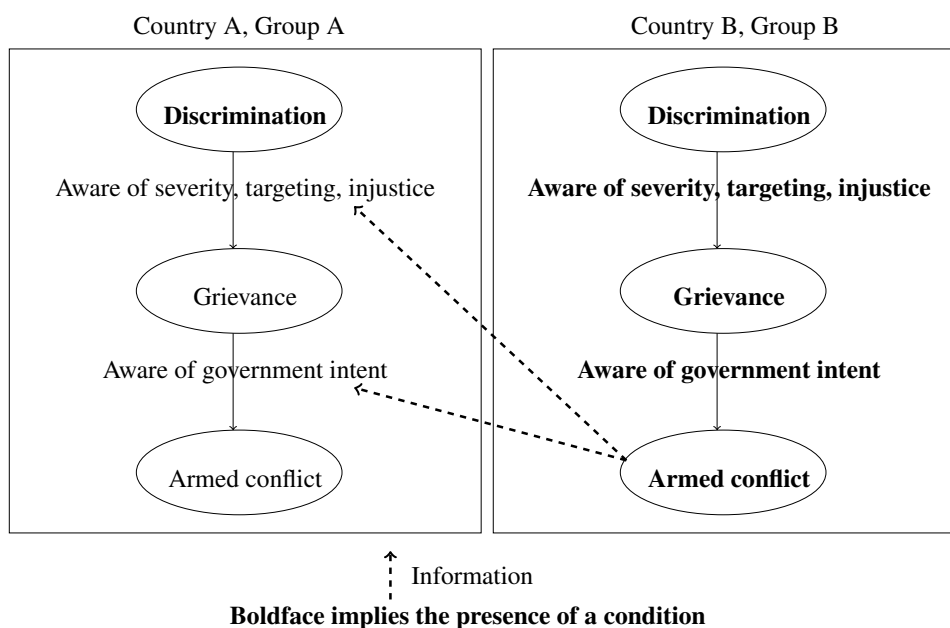 Country A, Group A
Discrimination
Aware of severity, targeting, injustice
Grievance
Aware of government intent
Armed conflict
Country B, Group B
Discrimination
Aware of severity, targeting, injustice
Grievance
Aware of government intent
Armed conflict
Information
Boldface implies the presence of a condition